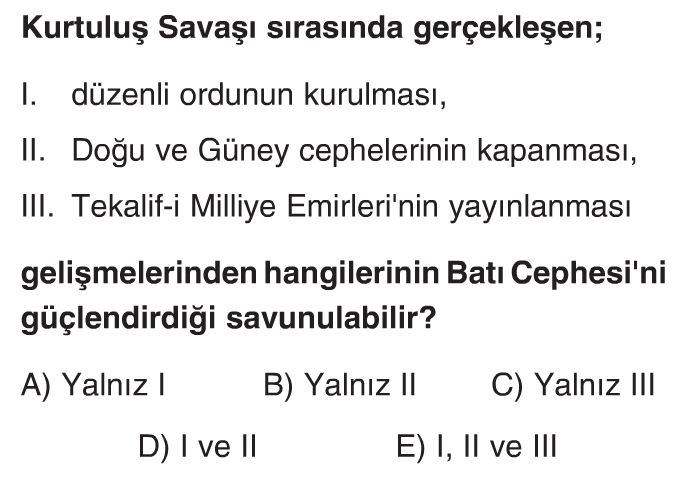 Kurtuluş Savaşı sırasında gerçekleşen;
I. düzenli ordunun kurulması,
II. Doğu ve Güney cephelerinin kapanması,
III. Tekalif-i Milliye Emirleri'nin yayınlanması
gelişmelerinden hangilerinin Batı Cephesi'ni
güçlendirdiği savunulabilir?
A) Yalnız I B) Yalnız II C) Yalnız III
D) I ve II E) I, II ve III